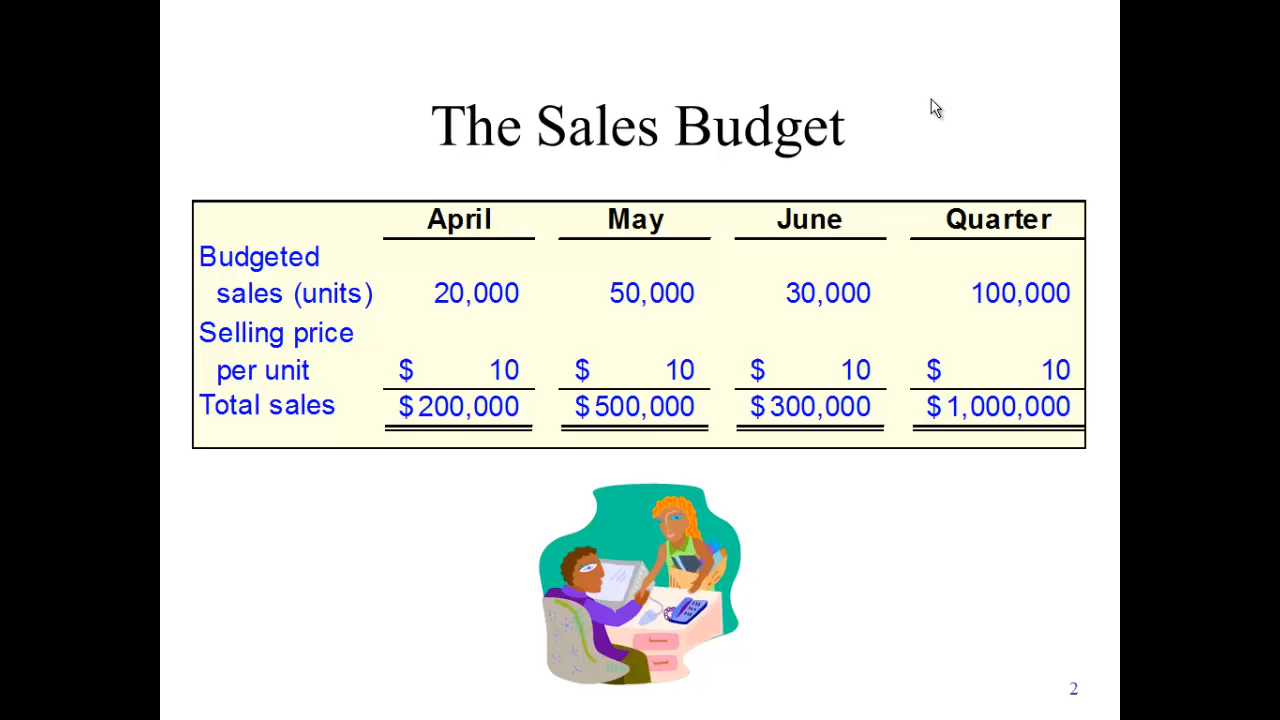 The Sales Budget
April May June Quarter
Budgeted
sales (units) 20,000 50,000 30,000 100,000
Selling price
per unit $ 10 $ 10 $ 10 $ 10
Total sales $200,000 $500,000 $300,000 $1,000,000
2